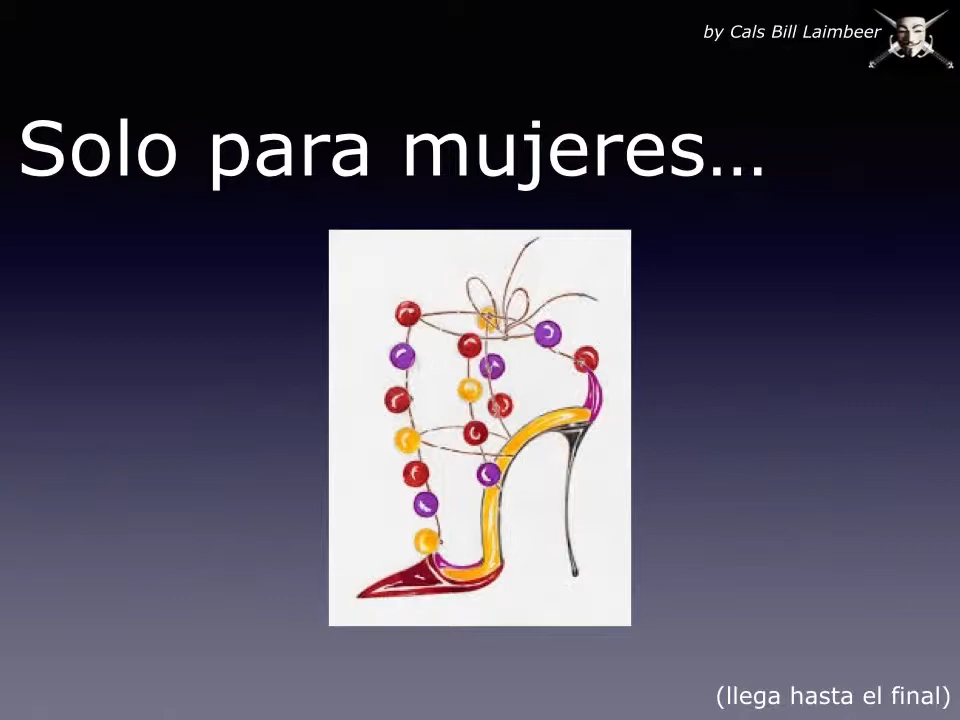 by Cals Bill Laimbeer
Solo para mujeres…
(llega hasta el final)